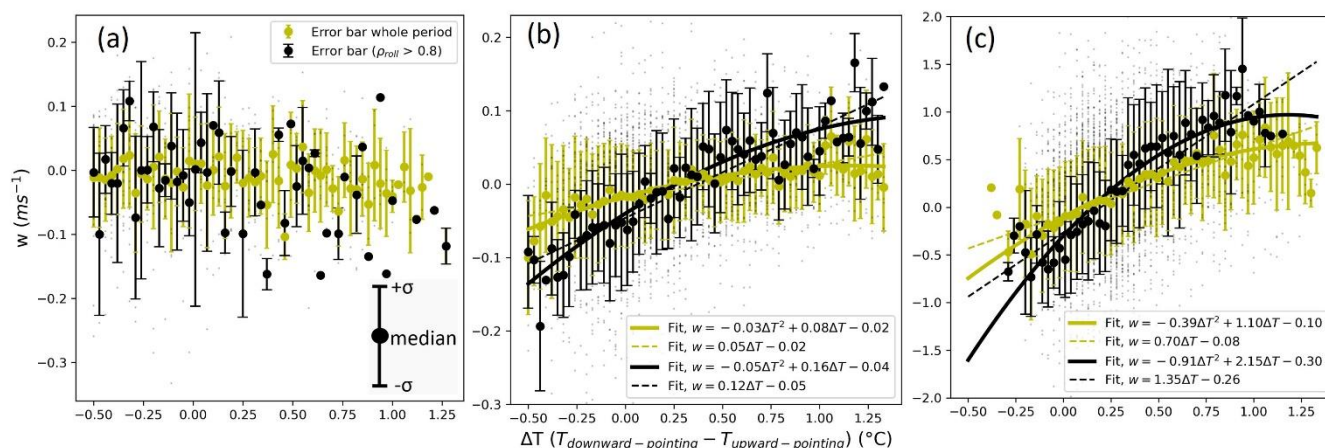 (a)
Error bar whole period
Error bar (ρroll > 0.8)
0.2
0.1
0.0
−0.1
−0.2
−0.3
w (ms⁻¹)
+σ
median
-σ
−0.50 −0.25 0.00 0.25 0.50 0.75 1.00 1.25
(b)
0.2
0.1
0.0
−0.1
−0.2
−0.3
Fit, w = −0.03ΔT² + 0.08ΔT − 0.02
Fit, w = 0.05ΔT − 0.02
Fit, w = −0.05ΔT² + 0.16ΔT − 0.04
Fit, w = 0.12ΔT − 0.05
−0.50 −0.25 0.00 0.25 0.50 0.75 1.00 1.25
ΔT (Tdownward−pointing − Tupward−pointing) (°C)
(c)
2.0
1.5
1.0
0.5
0.0
−0.5
−1.0
−1.5
−2.0
Fit, w = −0.39ΔT² + 1.10ΔT − 0.10
Fit, w = 0.70ΔT − 0.08
Fit, w = −0.91ΔT² + 2.15ΔT − 0.30
Fit, w = 1.35ΔT − 0.26
−0.50 −0.25 0.00 0.25 0.50 0.75 1.00 1.25